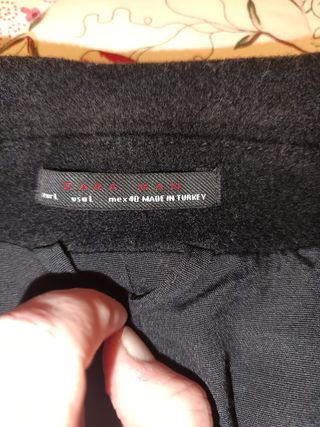 ZARA MAN
eur L usa L mex 40 MADE IN TURKEY